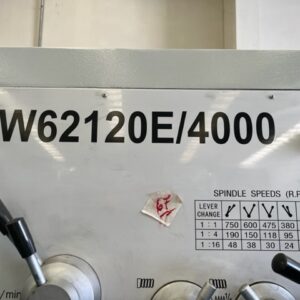 W62120E/4000
SPINDLE SPEEDS (R.P
LEVER CHANGE
1 : 1 750 600 475 380
1 : 4 190 150 118 95
1 : 16 48 38 30 24
/min